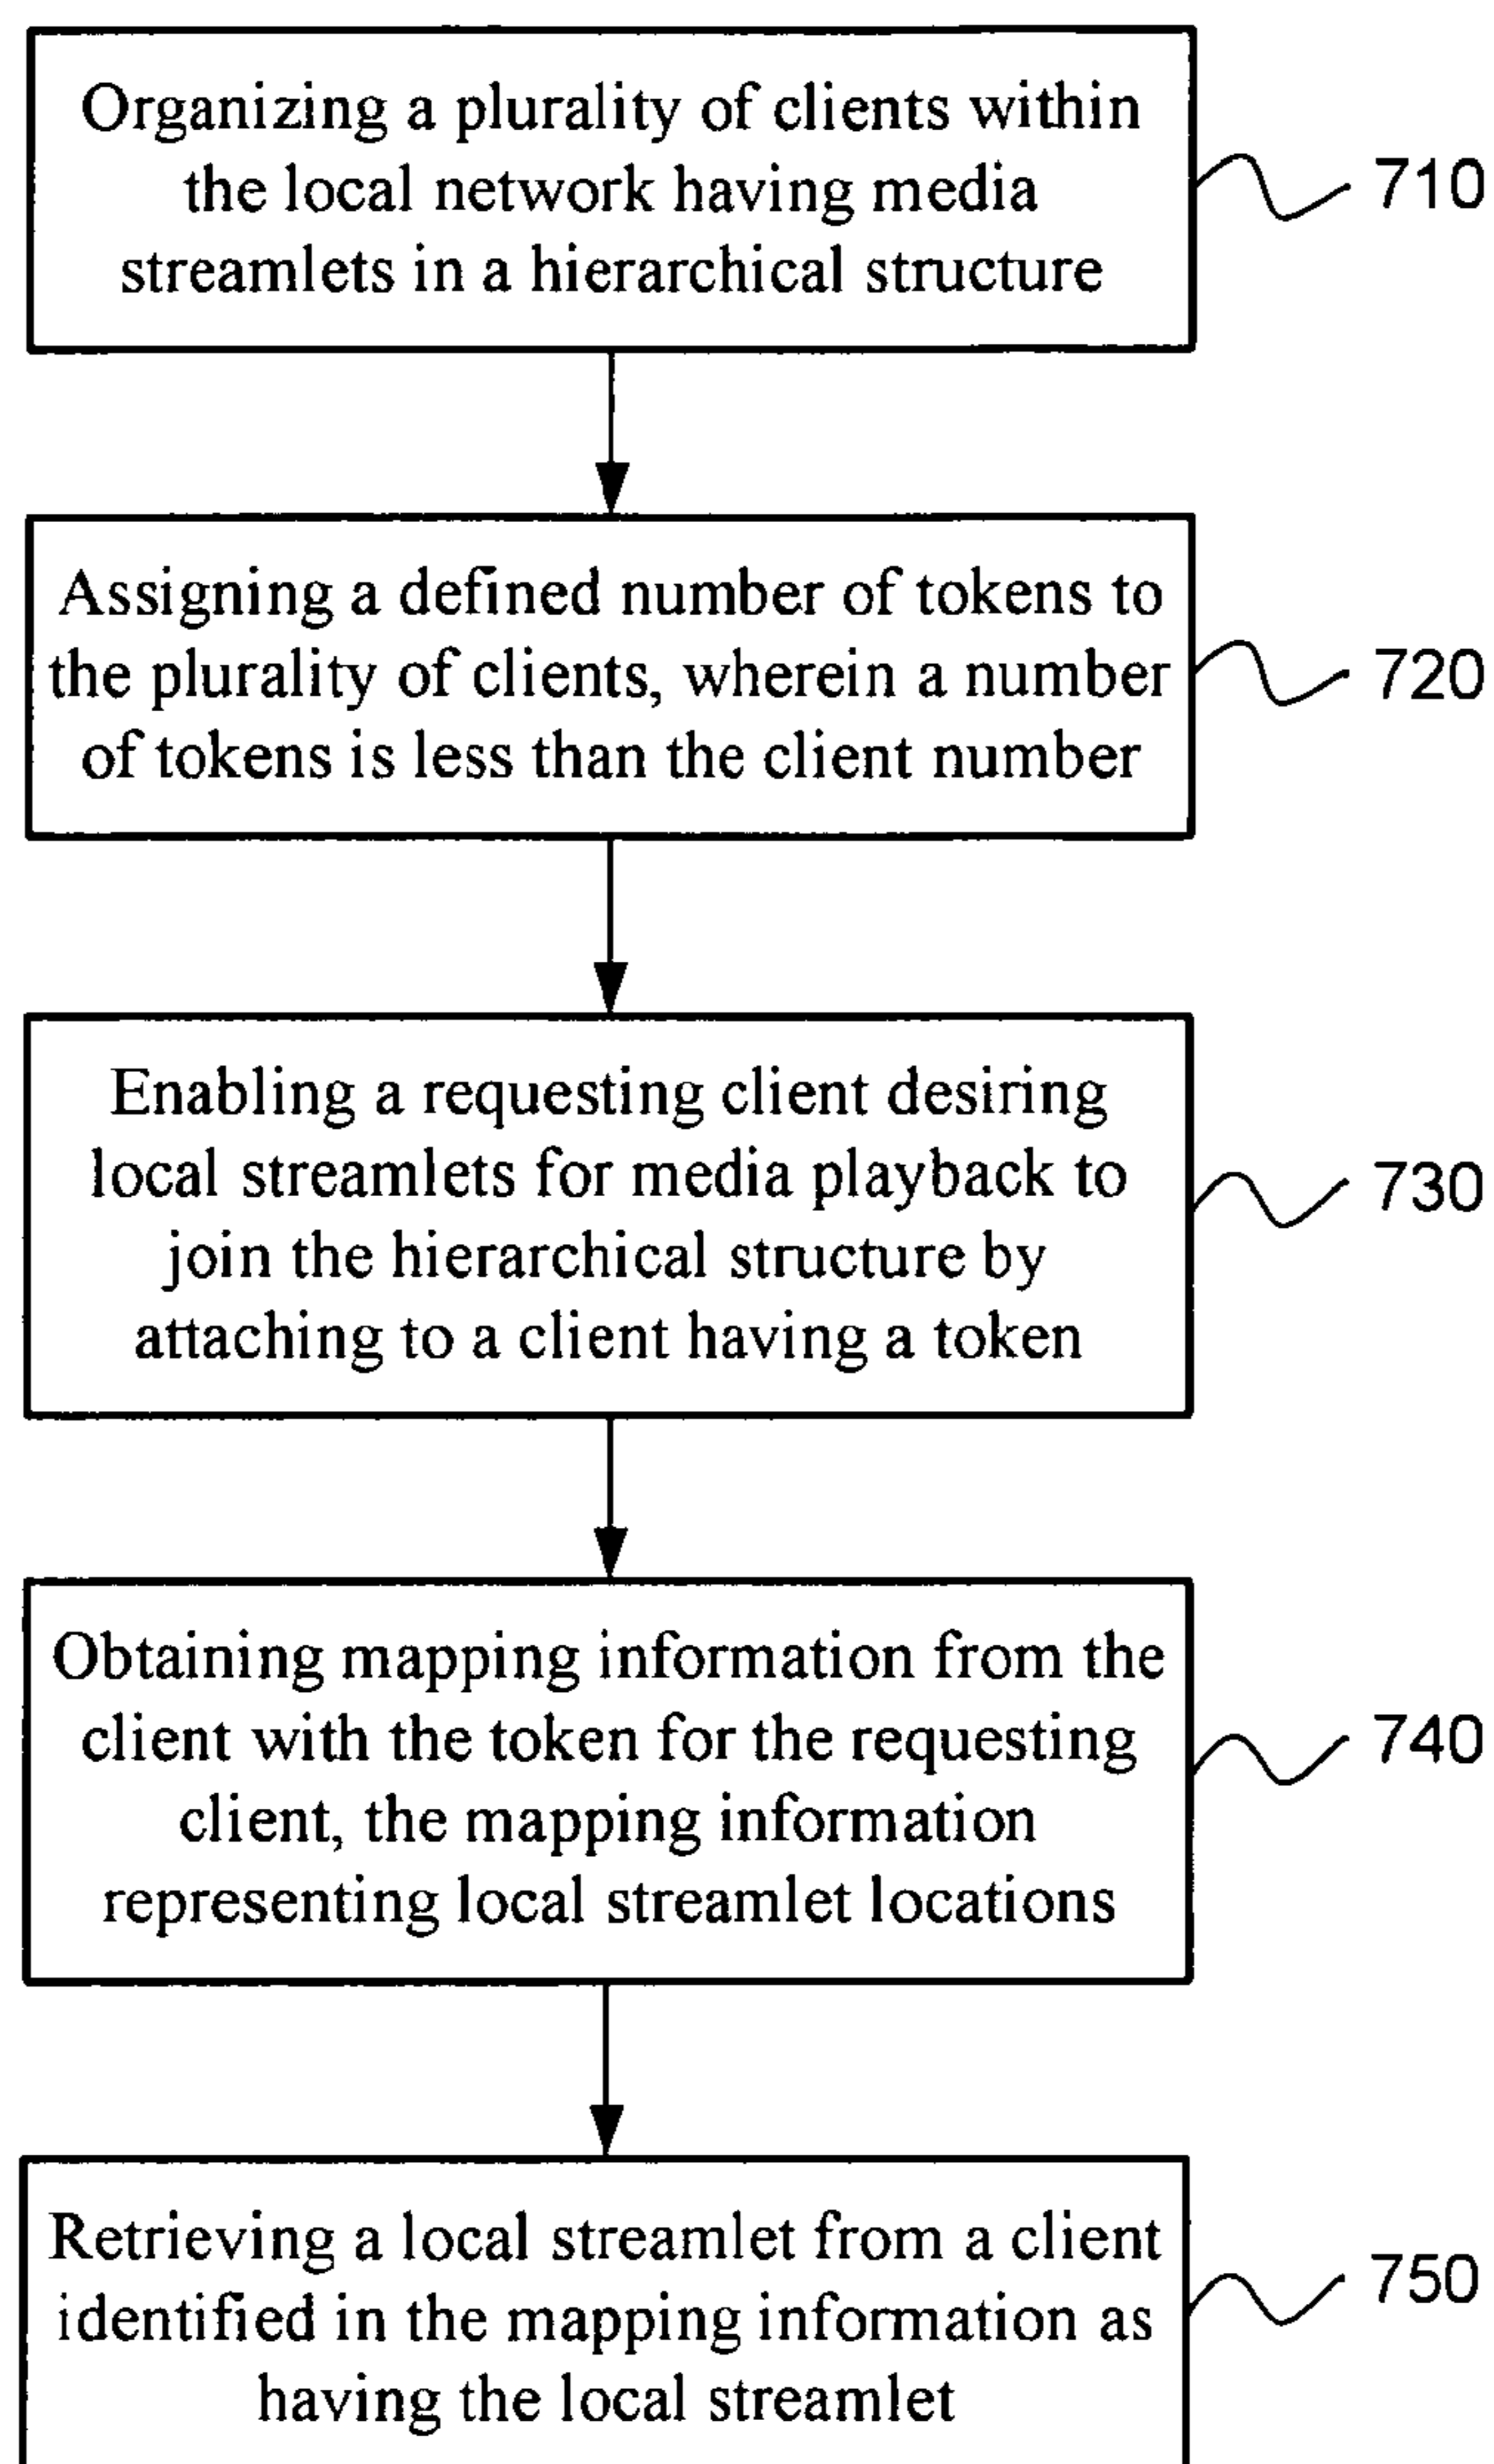 Organizing a plurality of clients within
the local network having media
streamlets in a hierarchical structure
710
Assigning a defined number of tokens to
the plurality of clients, wherein a number
of tokens is less than the client number
720
Enabling a requesting client desiring
local streamlets for media playback to
join the hierarchical structure by
attaching to a client having a token
730
Obtaining mapping information from the
client with the token for the requesting
client, the mapping information
representing local streamlet locations
740
Retrieving a local streamlet from a client
identified in the mapping information as
having the local streamlet
750